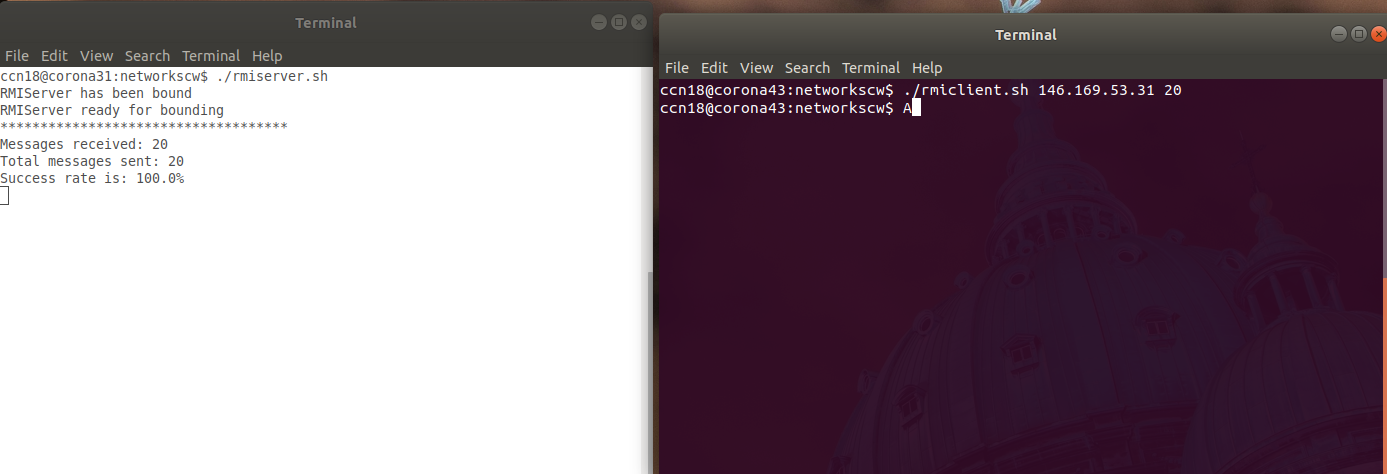 Terminal
File Edit View Search Terminal Help
ccn18@corona31:networkscw$ ./rmiserver.sh
RMIServer has been bound
RMIServer ready for bounding
************************************
Messages received: 20
Total messages sent: 20
Success rate is: 100.0%
Terminal
File Edit View Search Terminal Help
ccn18@corona43:networkscw$ ./rmiclient.sh 146.169.53.31 20
ccn18@corona43:networkscw$ A